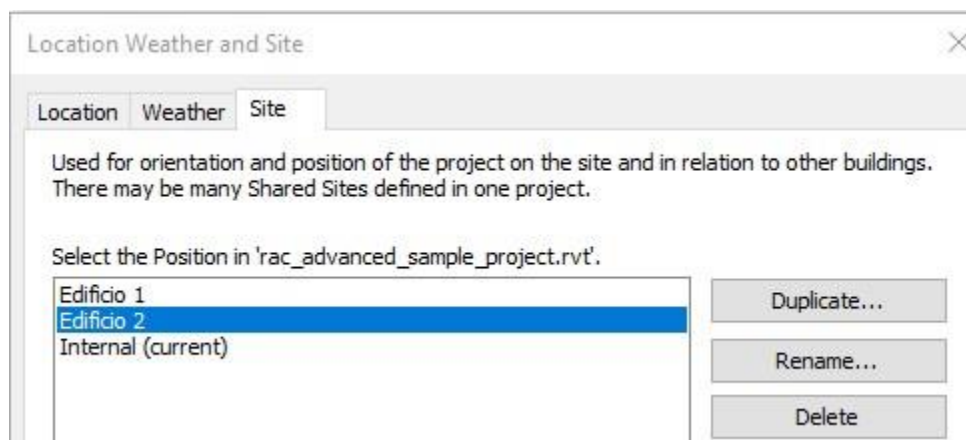 Location Weather and Site
Location Weather Site
Used for orientation and position of the project on the site and in relation to other buildings.
There may be many Shared Sites defined in one project.
Select the Position in 'rac_advanced_sample_project.rvt'.
Edificio 1
Edificio 2
Internal (current)
Duplicate...
Rename...
Delete